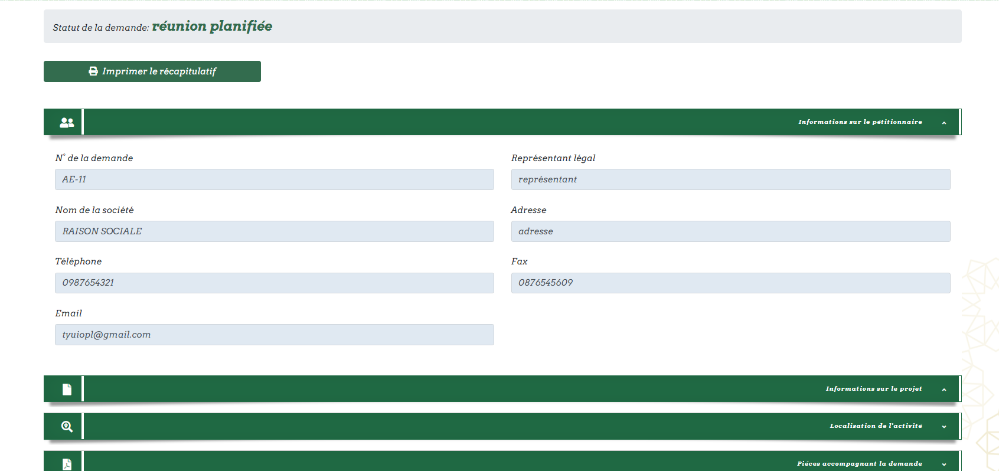 Statut de la demande: réunion planifiée
Imprimer le récapitulatif
Informations sur le pétitionnaire
N° de la demande
AE-11
Représentant légal
représentant
Nom de la société
RAISON SOCIALE
Adresse
adresse
Téléphone
0987654321
Fax
0876545609
Email
tyuiopl@gmail.com
Informations sur le projet
Localisation de l'activité
Piéces accompagnant la demande